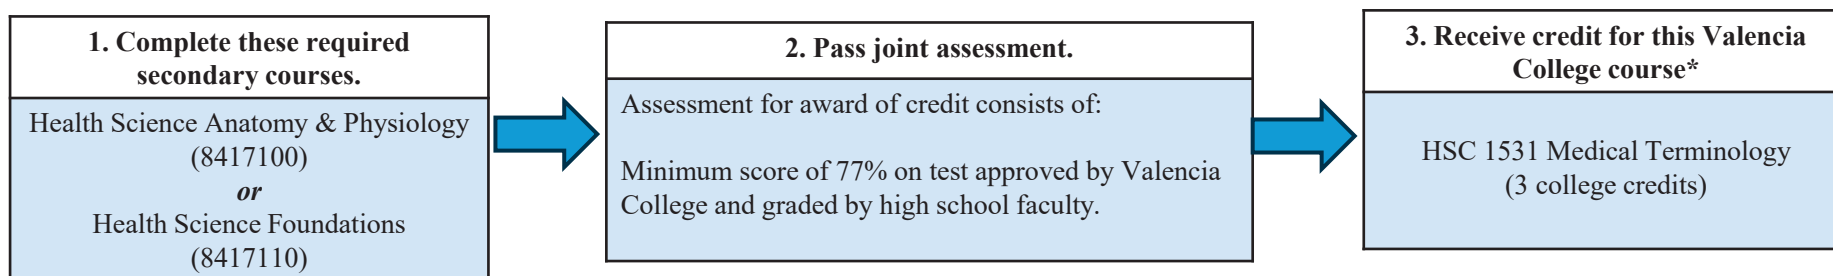 1. Complete these required
secondary courses.
Health Science Anatomy & Physiology
(8417100)
or
Health Science Foundations
(8417110)
2. Pass joint assessment.
Assessment for award of credit consists of:
Minimum score of 77% on test approved by Valencia
College and graded by high school faculty.
3. Receive credit for this Valencia
College course*
HSC 1531 Medical Terminology
(3 college credits)